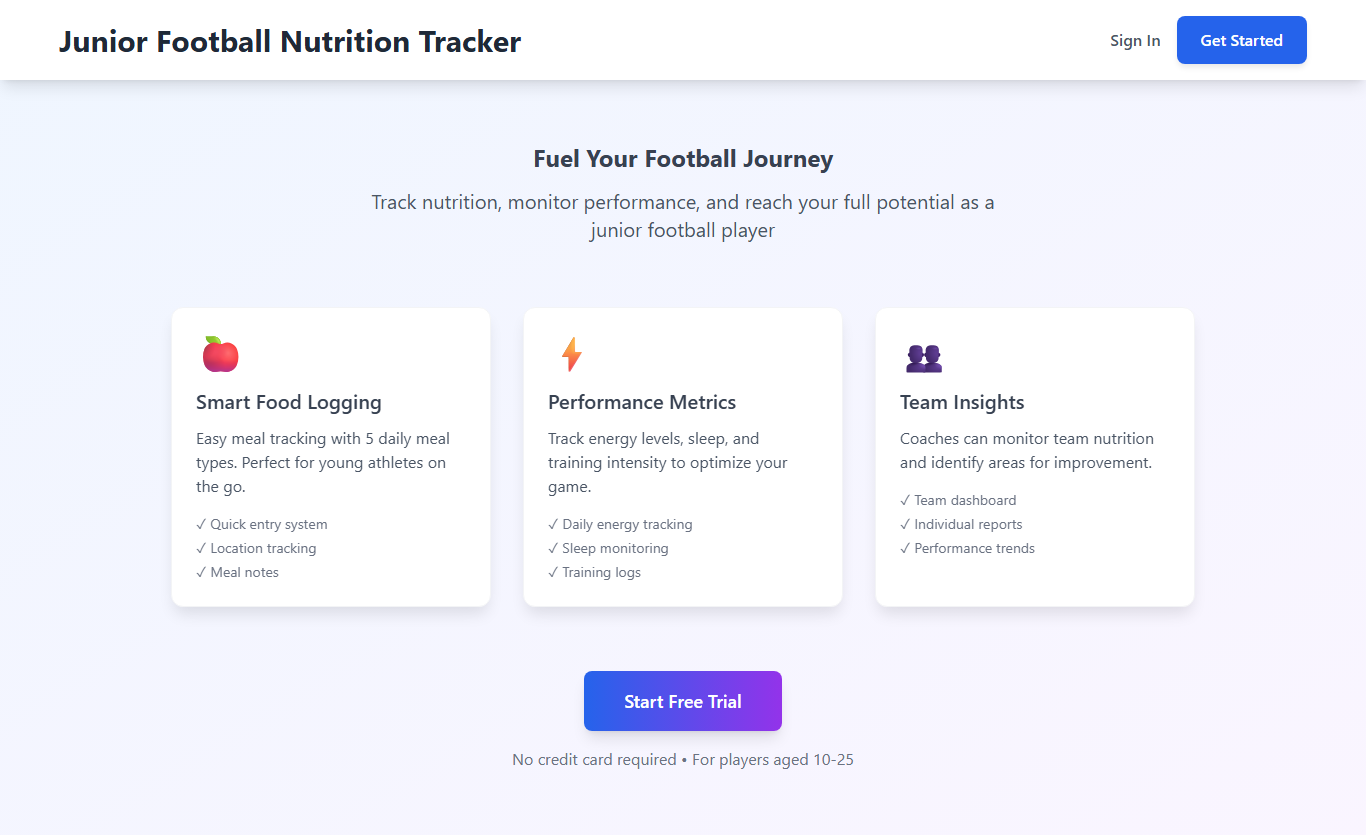 Junior Football Nutrition Tracker
Sign In
Get Started
Fuel Your Football Journey
Track nutrition, monitor performance, and reach your full potential as a
junior football player
Smart Food Logging
Easy meal tracking with 5 daily meal
types. Perfect for young athletes on
the go.
✓ Quick entry system
✓ Location tracking
✓ Meal notes
Performance Metrics
Track energy levels, sleep, and
training intensity to optimize your
game.
✓ Daily energy tracking
✓ Sleep monitoring
✓ Training logs
Team Insights
Coaches can monitor team nutrition
and identify areas for improvement.
✓ Team dashboard
✓ Individual reports
✓ Performance trends
Start Free Trial
No credit card required • For players aged 10-25